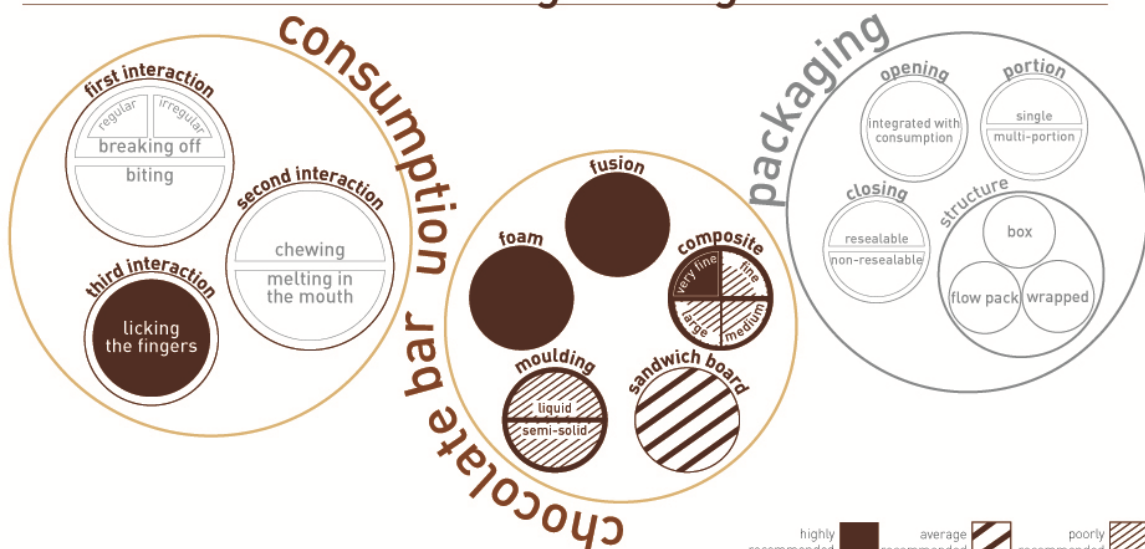 consumption
first interaction
regular
irregular
breaking off
biting
second interaction
chewing
melting in
the mouth
third interaction
licking
the fingers
chocolate bar
fusion
foam
composite
very fine
fine
large
medium
moulding
liquid
semi-solid
sandwich board
packaging
opening
integrated with
consumption
portion
single
multi-portion
closing
resealable
non-resealable
structure
box
flow pack
wrapped
highly
recommended
average
recommended
poorly
recommended